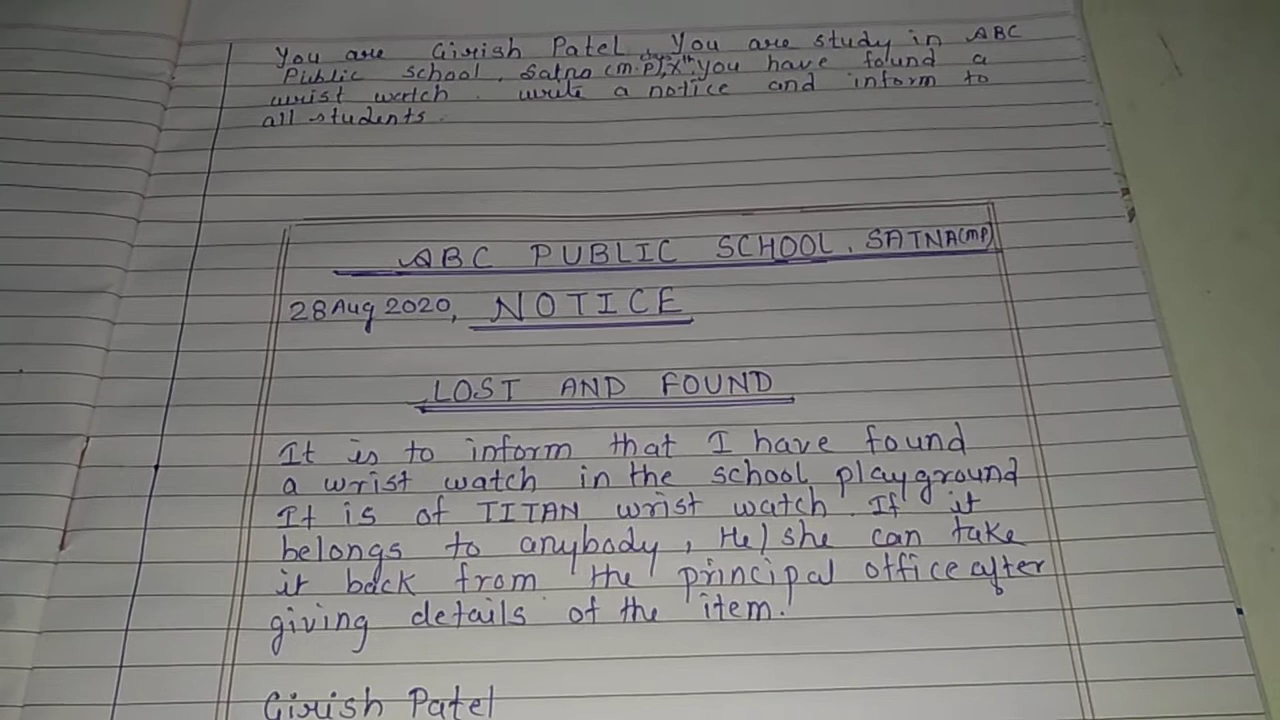 You are Girish Patel, You are study in ABC
Public school, Satna (M.P), Xth. you have found a
wrist watch. write a notice and inform to
all students.
ABC PUBLIC SCHOOL, SATNA(MP)
28 Aug 2020, NOTICE
LOST AND FOUND
It is to inform that I have found
a wrist watch in the school playground
It is of TITAN wrist watch. If it
belongs to anybody, He/she can take
it back from the principal office after
giving details of the item.
Girish Patel